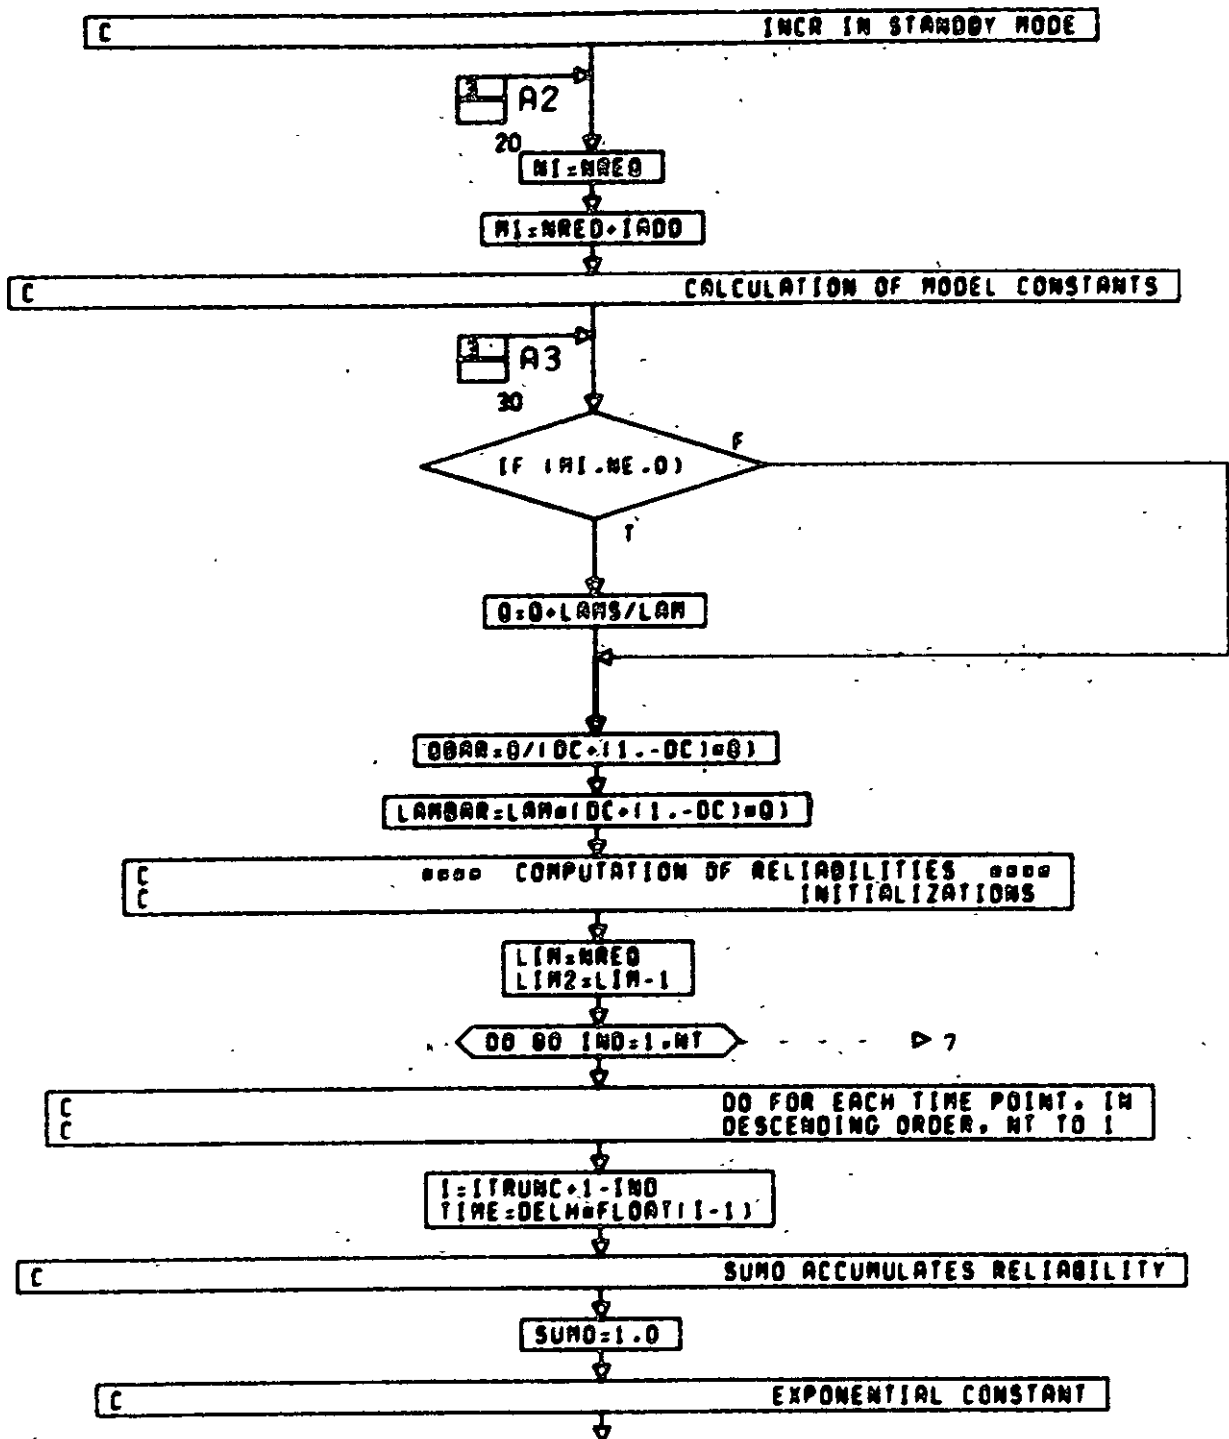 C INCR IN STANDBY MODE
A2
20
NI=NREQ
MI=NRED+IADD
C CALCULATION OF MODEL CONSTANTS
A3
30
IF (MI.NE.0)
F
T
Q=Q+LAMS/LAM
QBAR=Q/(DC+(1.-DC)*Q)
LAMBAR=LAM*(DC+(1.-DC)*Q)
C **** COMPUTATION OF RELIABILITIES ****
C INITIALIZATIONS
LIM=NREQ
LIM2=LIM-1
DO 80 IND=1,NT
7
C DO FOR EACH TIME POINT, IN
C DESCENDING ORDER, NT TO 1
I=ITRUNC+1-IND
TIME=DELH*FLOAT(I-1)
C SUMO ACCUMULATES RELIABILITY
SUMO=1.0
C EXPONENTIAL CONSTANT